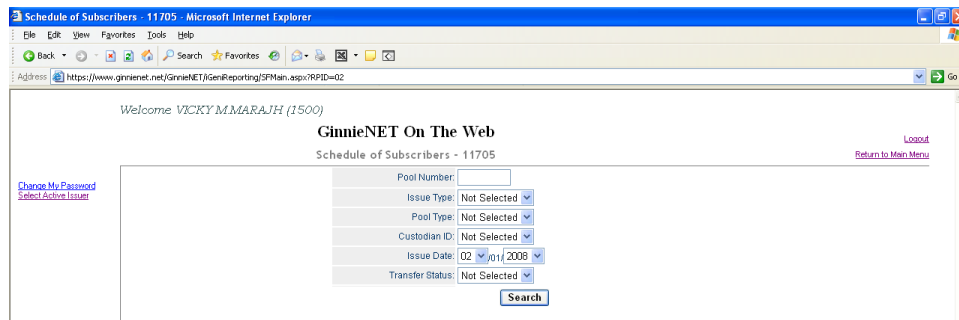 Schedule of Subscribers - 11705 - Microsoft Internet Explorer
File Edit View Favorites Tools Help
Back Search Favorites
Address https://www.ginnienet.net/GinnieNET/iGeniReporting/SFMain.aspx?RPID=02 Go
Welcome VICKY M.MARAJH (1500)
GinnieNET On The Web
Logout
Schedule of Subscribers - 11705
Return to Main Menu
Change My Password
Select Active Issuer
Pool Number:
Issue Type: Not Selected
Pool Type: Not Selected
Custodian ID: Not Selected
Issue Date: 02 /01/ 2008
Transfer Status: Not Selected
Search